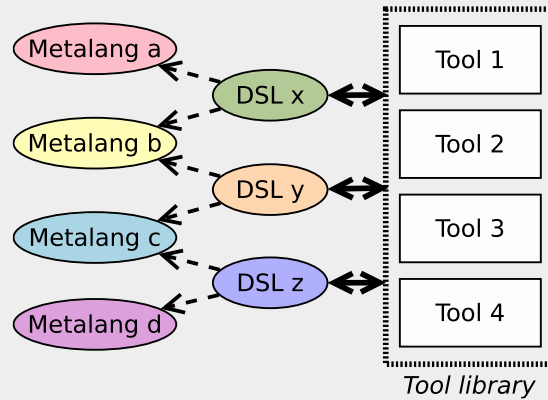 Metalang a
Metalang b
Metalang c
Metalang d
DSL x
DSL y
DSL z
Tool 1
Tool 2
Tool 3
Tool 4
Tool library